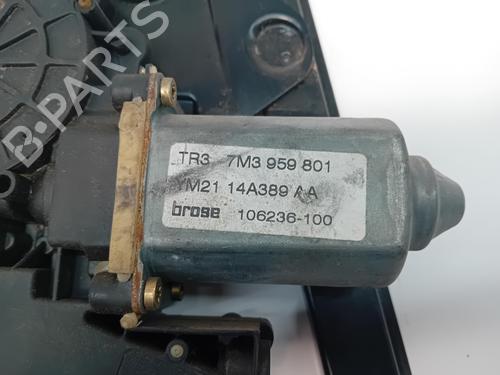 B-PARTS
TR3 7M3 959 801
YM21 14A389 AA
brose 106236-100